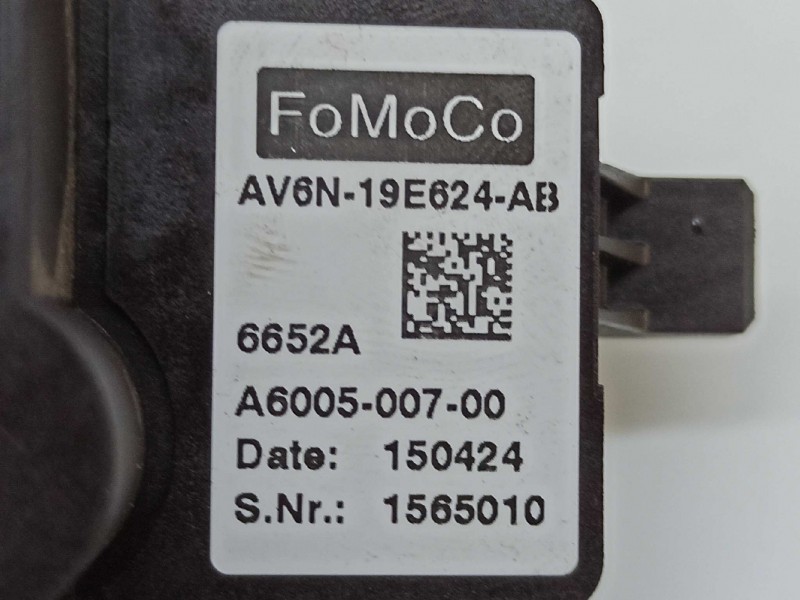 FoMoCo
AV6N-19E624-AB
6652A
A6005-007-00
Date: 150424
S.Nr.: 1565010